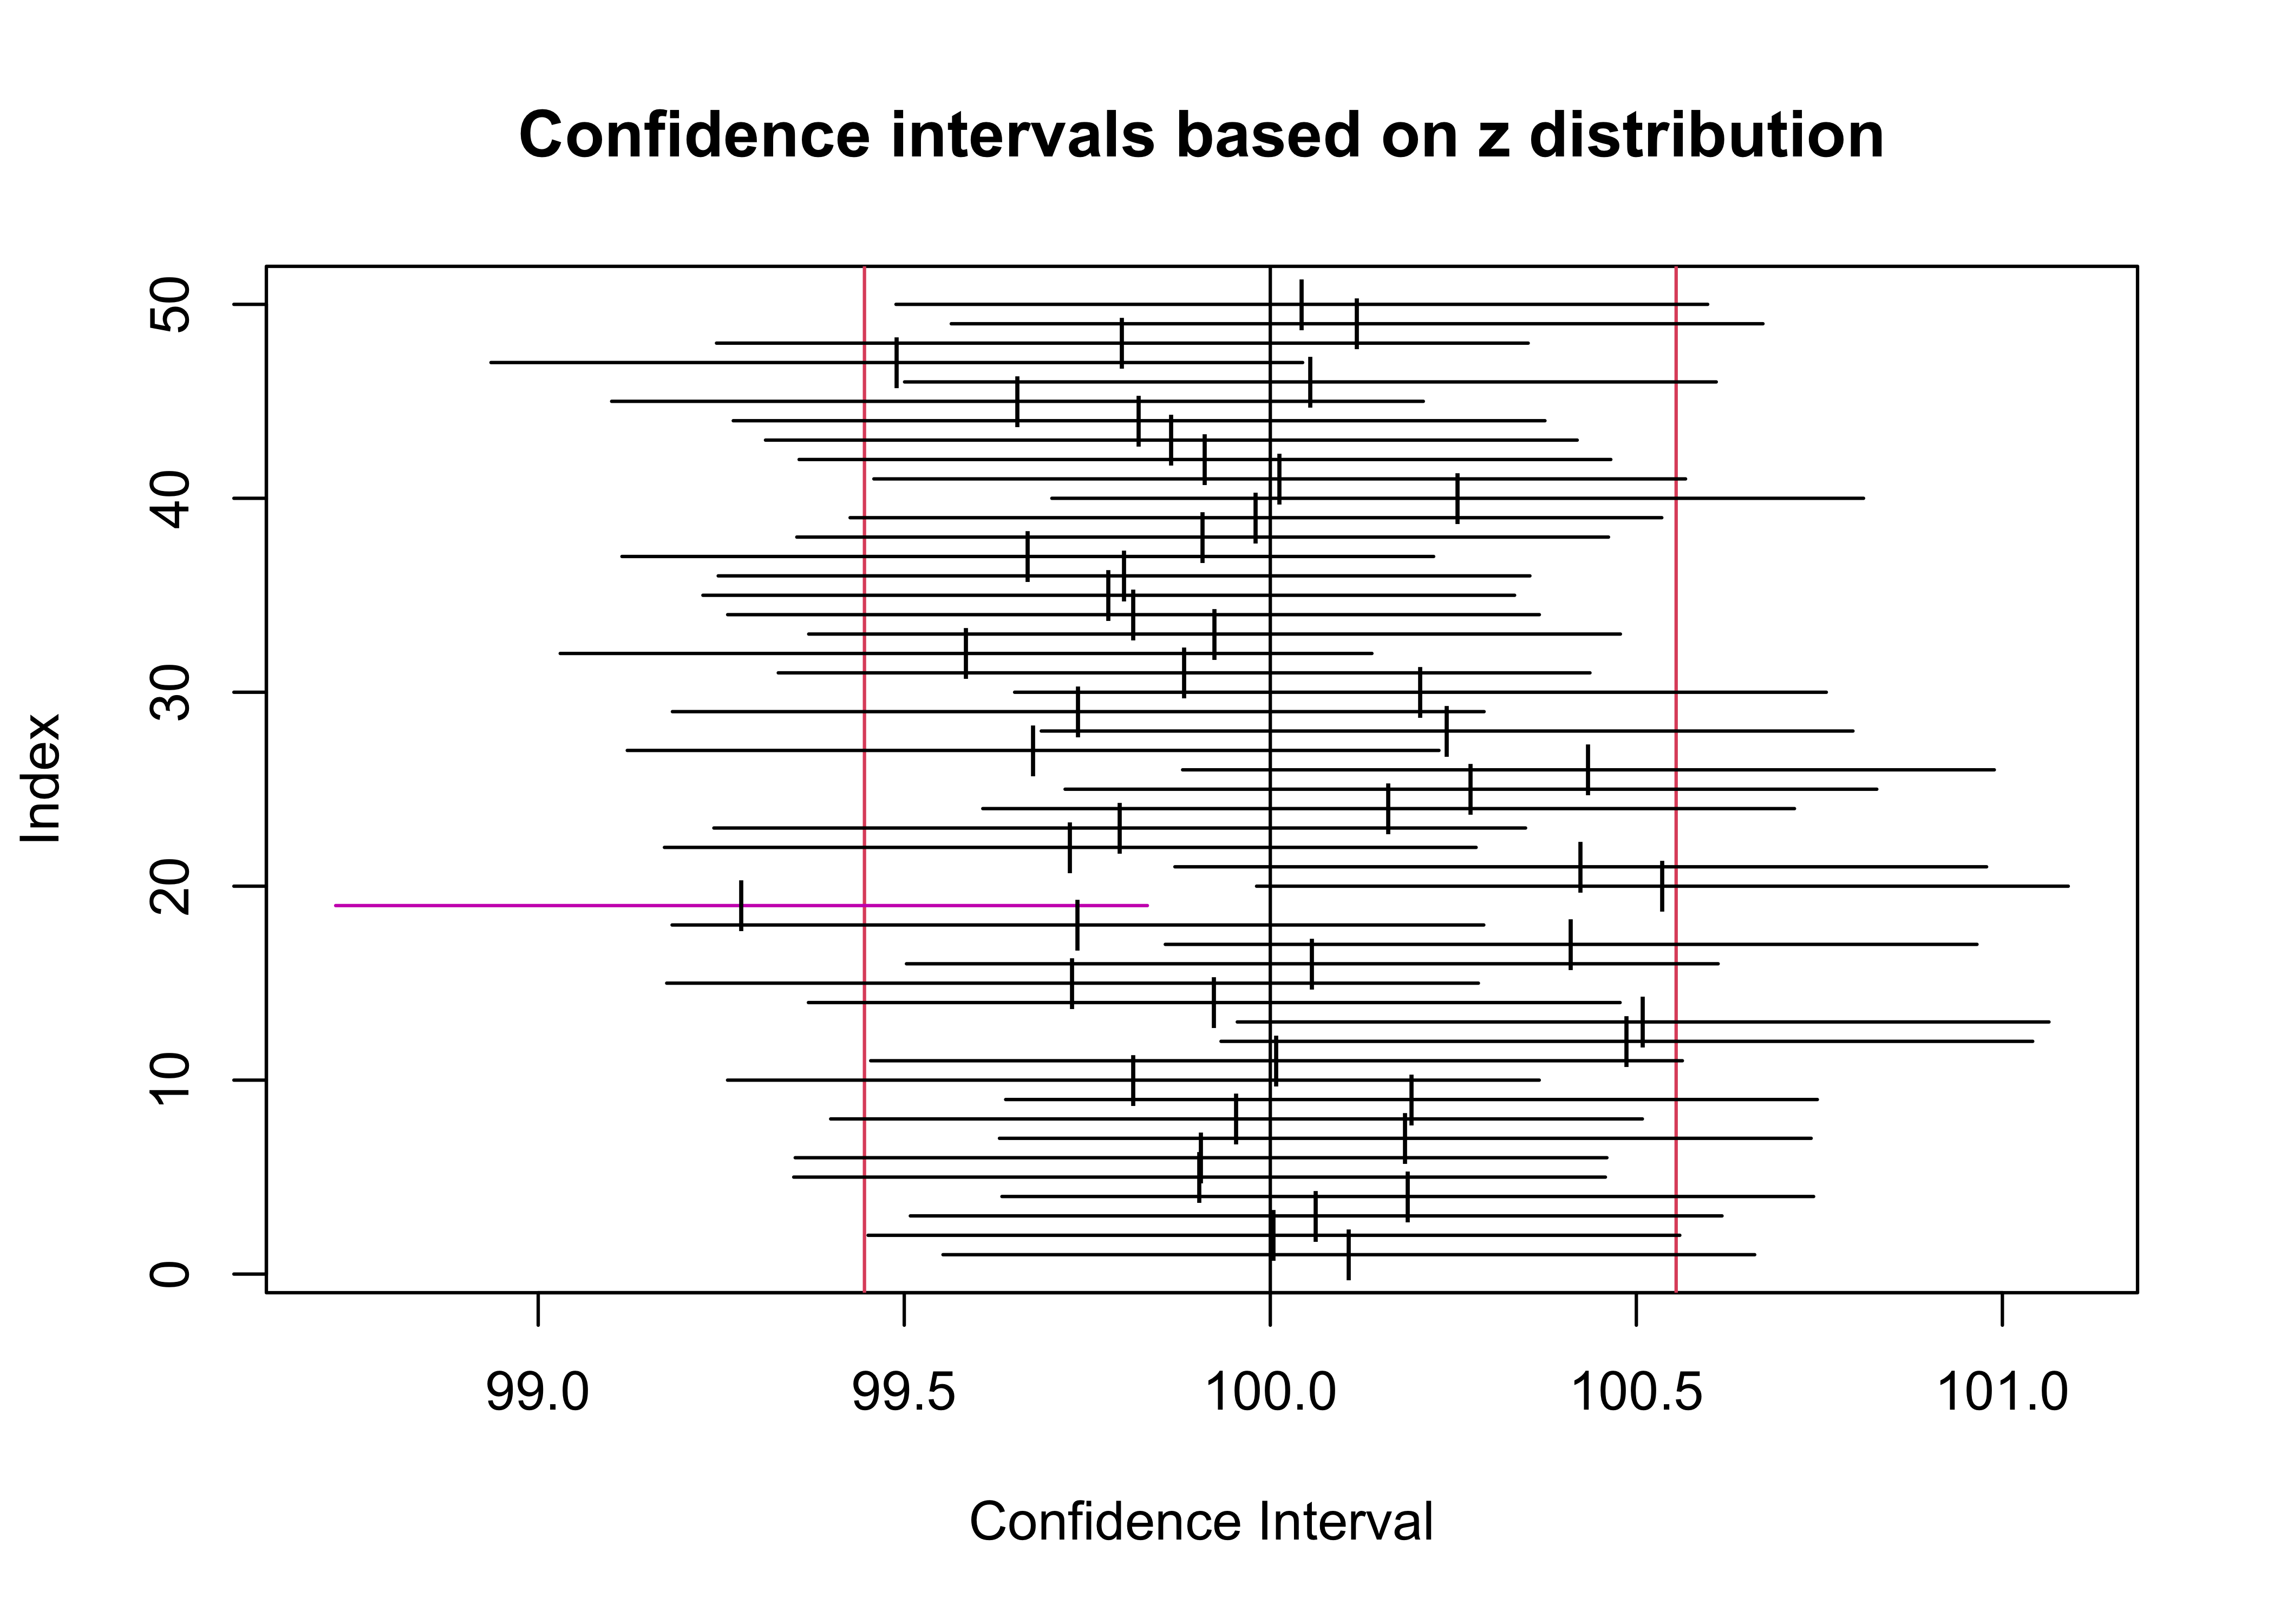 Confidence intervals based on z distribution
50
40
30
20
10
0
Index
99.0 99.5 100.0 100.5 101.0
Confidence Interval